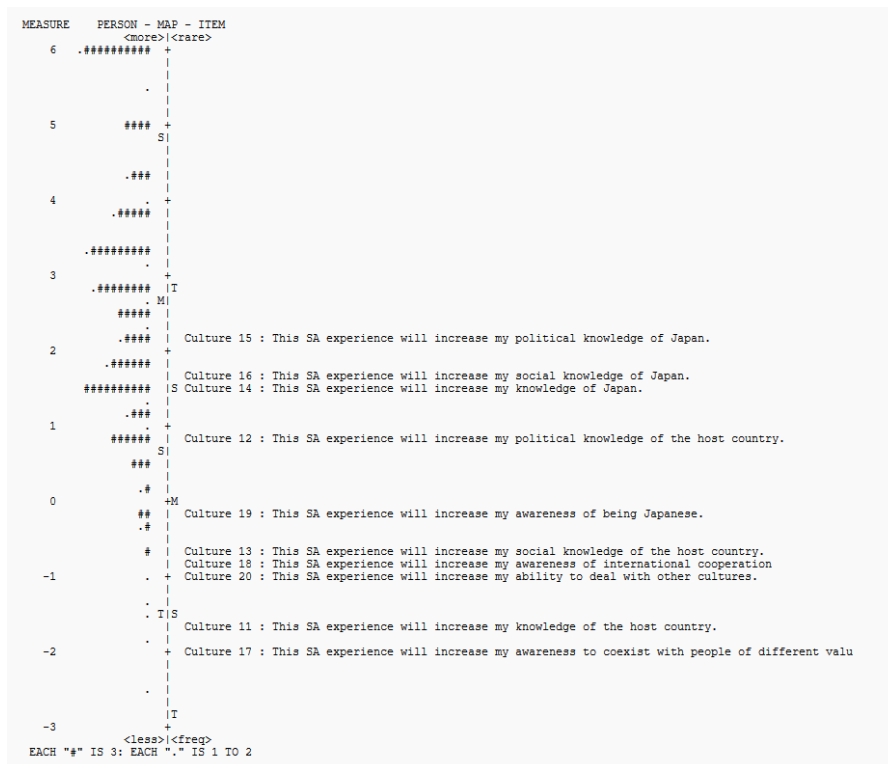 MEASURE    PERSON - MAP - ITEM
               <more>|<rare>
    6   .##########  +
                     |
                     |
                  .  |
                     |
                     |
    5          ####  +
                    S|
                     |
                     |
               .###  |
                     |
    4             .  +
             .#####  |
                     |
                     |
         .#########  |
                  .  |
    3                +
          .########  |T
                  . M|
              #####  |
                  .  |
              .####  |  Culture 15 : This SA experience will increase my political knowledge of Japan.
    2                +
            .######  |
                     |  Culture 16 : This SA experience will increase my social knowledge of Japan.
         ##########  |S Culture 14 : This SA experience will increase my knowledge of Japan.
                  .  |
               .###  |
    1             .  +
             ######  |  Culture 12 : This SA experience will increase my political knowledge of the host country.
                    S|
                ###  |
                     |
                 .#  |
    0                +M
                 ##  |  Culture 19 : This SA experience will increase my awareness of being Japanese.
                 .#  |
                     |
                  #  |  Culture 13 : This SA experience will increase my social knowledge of the host country.
                     |  Culture 18 : This SA experience will increase my awareness of international cooperation
   -1             .  +  Culture 20 : This SA experience will increase my ability to deal with other cultures.
                     |
                  .  |
                  . T|S
                     |  Culture 11 : This SA experience will increase my knowledge of the host country.
                  .  |
   -2                +  Culture 17 : This SA experience will increase my awareness to coexist with people of different valu
                     |
                     |
                  .  |
                     |
                     |T
   -3                +
               <less>|<freq>
 EACH "#" IS 3: EACH "." IS 1 TO 2